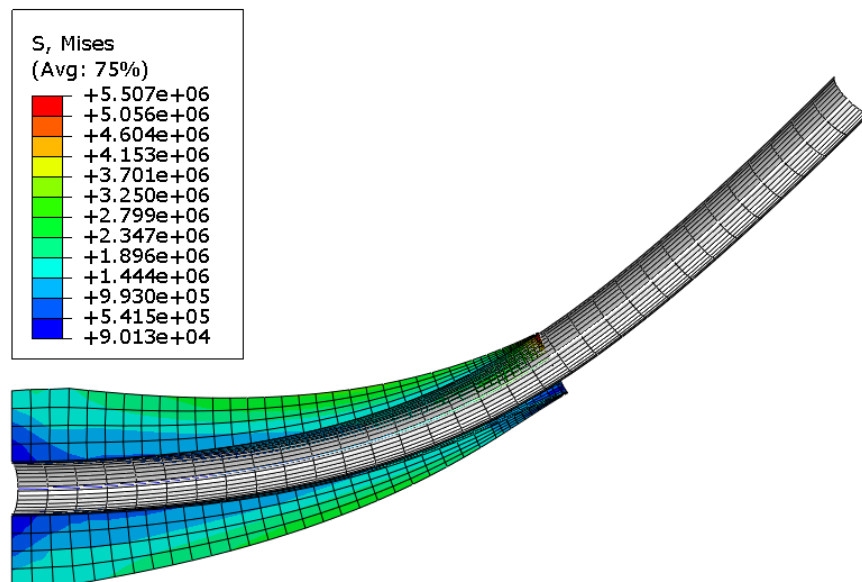 S, Mises
(Avg: 75%)
+5.507e+06
+5.056e+06
+4.604e+06
+4.153e+06
+3.701e+06
+3.250e+06
+2.799e+06
+2.347e+06
+1.896e+06
+1.444e+06
+9.930e+05
+5.415e+05
+9.013e+04